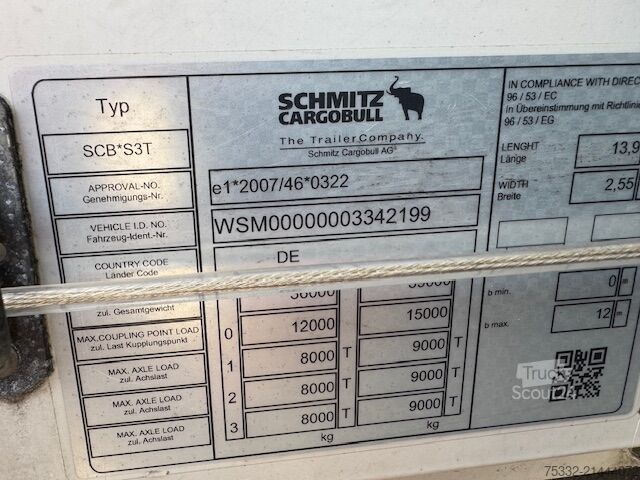 Typ
SCB*S3T
SCHMITZ
CARGOBULL
The TrailerCompany.
Schmitz Cargobull AG®
IN COMPLIANCE WITH
96 / 53 / EC
In Übereinstimmung mit
96 / 53 / EG
LENGHT
Länge
13,9
WIDTH
Breite
2,55
APPROVAL-NO.
Genehmigungs-Nr.
e1*2007/46*0322
VEHICLE I.D. NO.
Fahrzeug-Ident.-Nr.
WSM00000003342199
COUNTRY CODE
Länder Code
DE
zul. Gesamtgewicht
36000
39000
b min.
0 m
MAX.COUPLING POINT LOAD
zul. Last Kupplungspunkt
0
12000
15000
b max.
12 m
MAX. AXLE LOAD
zul. Achslast
1
8000
T
9000
T
MAX. AXLE LOAD
zul. Achslast
2
8000
T
9000
T
MAX. AXLE LOAD
zul. Achslast
3
8000
T
9000
T
kg
kg
Truck
Scout24